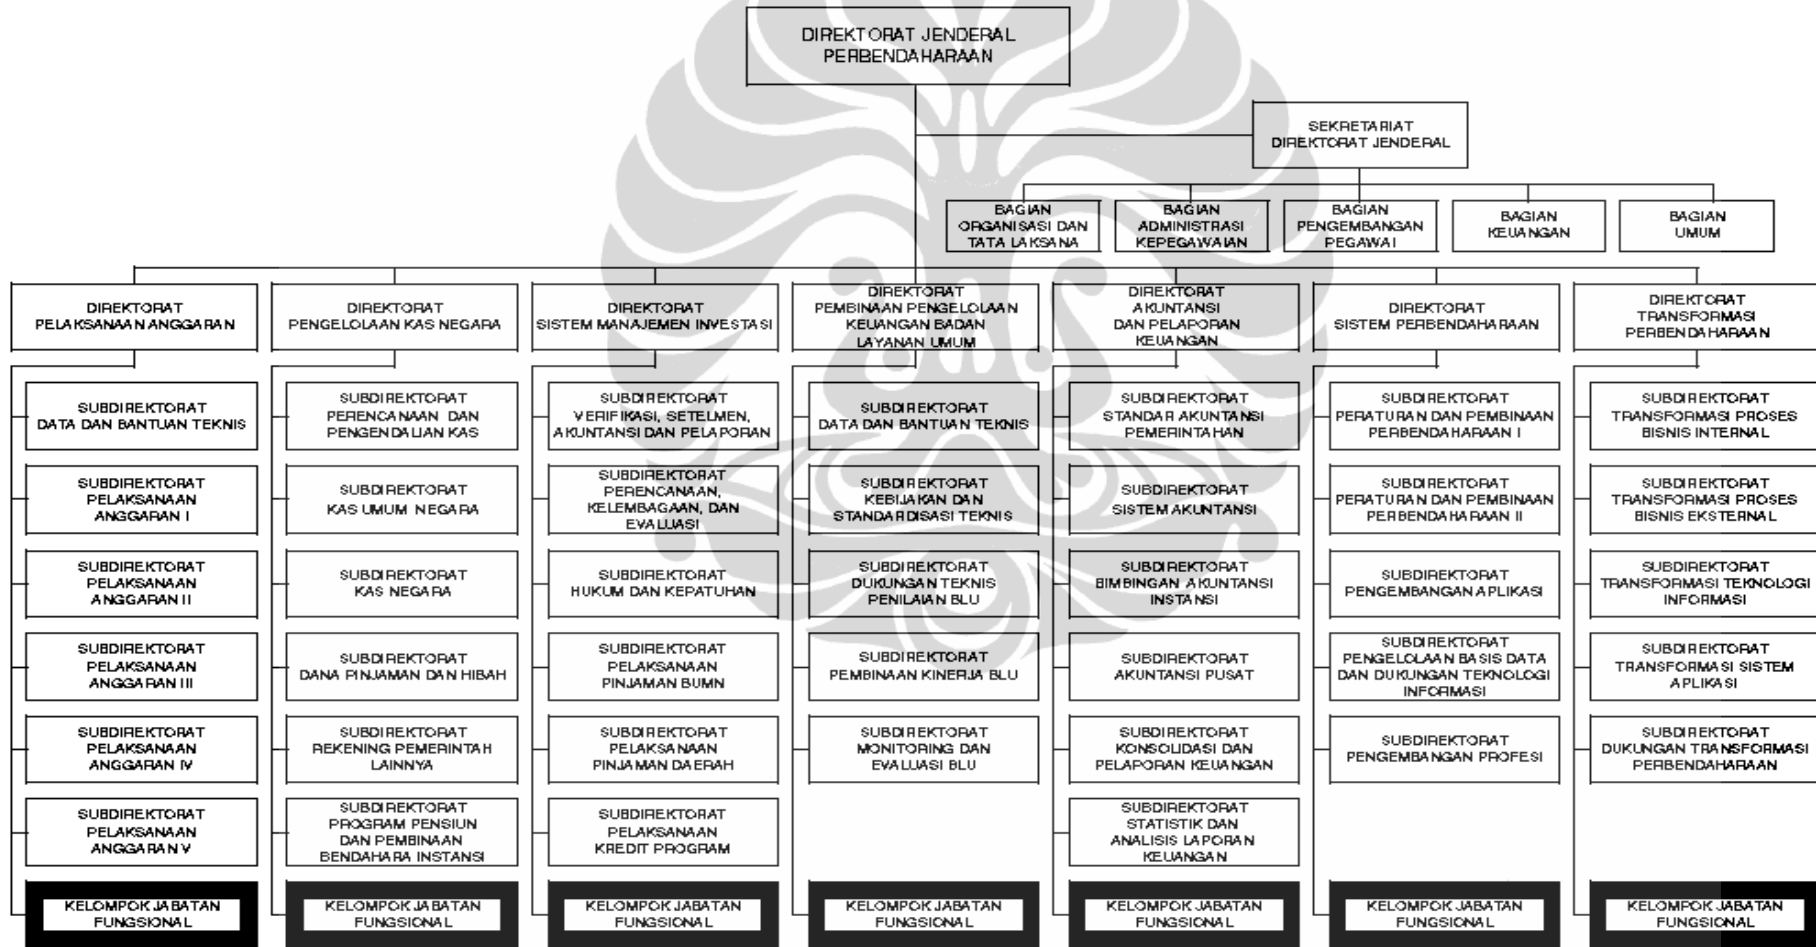 DIREKTORAT JENDERAL
PERBENDAHARAAN
SEKRETARIAT
DIREKTORAT JENDERAL
BAGIAN
ORGANISASI DAN
TATA LAKSANA
BAGIAN
ADMINISTRASI
KEPEGAWAIAN
BAGIAN
PENGEMBANGAN
PEGAWAI
BAGIAN
KEUANGAN
BAGIAN
UMUM
DIREKTORAT
PELAKSANAAN ANGGARAN
DIREKTORAT
PENGELOLAAN KAS NEGARA
DIREKTORAT
SISTEM MANAJEMEN INVESTASI
DIREKTORAT
PEMBINAAN PENGELOLAAN
KEUANGAN BADAN
LAYANAN UMUM
DIREKTORAT
AKUNTANSI
DAN PELAPORAN
KEUANGAN
DIREKTORAT
SISTEM PERBENDAHARAAN
DIREKTORAT
TRANSFORMASI
PERBENDAHARAAN
SUBDIREKTORAT
DATA DAN BANTUAN TEKNIS
SUBDIREKTORAT
PELAKSANAAN
ANGGARAN I
SUBDIREKTORAT
PELAKSANAAN
ANGGARAN II
SUBDIREKTORAT
PELAKSANAAN
ANGGARAN III
SUBDIREKTORAT
PELAKSANAAN
ANGGARAN IV
SUBDIREKTORAT
PELAKSANAAN
ANGGARAN V
KELOMPOK JABATAN
FUNGSIONAL
SUBDIREKTORAT
PERENCANAAN DAN
PENGENDALIAN KAS
SUBDIREKTORAT
KAS UMUM NEGARA
SUBDIREKTORAT
KAS NEGARA
SUBDIREKTORAT
DANA PINJAMAN DAN HIBAH
SUBDIREKTORAT
REKENING PEMERINTAH
LAINNYA
SUBDIREKTORAT
PROGRAM PENSIUN
DAN PEMBINAAN
BENDAHARA INSTANSI
KELOMPOK JABATAN
FUNGSIONAL
SUBDIREKTORAT
VERIFIKASI, SETELMEN,
AKUNTANSI DAN PELAPORAN
SUBDIREKTORAT
PERENCANAAN,
KELEMBAGAAN, DAN
EVALUASI
SUBDIREKTORAT
HUKUM DAN KEPATUHAN
SUBDIREKTORAT
PELAKSANAAN
PINJAMAN BUMN
SUBDIREKTORAT
PELAKSANAAN
PINJAMAN DAERAH
SUBDIREKTORAT
PELAKSANAAN
KREDIT PROGRAM
KELOMPOK JABATAN
FUNGSIONAL
SUBDIREKTORAT
DATA DAN BANTUAN TEKNIS
SUBDIREKTORAT
KEBIJAKAN DAN
STANDARDISASI TEKNIS
SUBDIREKTORAT
DUKUNGAN TEKNIS
PENILAIAN BLU
SUBDIREKTORAT
PEMBINAAN KINERJA BLU
SUBDIREKTORAT
MONITORING DAN
EVALUASI BLU
KELOMPOK JABATAN
FUNGSIONAL
SUBDIREKTORAT
STANDAR AKUNTANSI
PEMERINTAHAN
SUBDIREKTORAT
SISTEM AKUNTANSI
SUBDIREKTORAT
BIMBINGAN AKUNTANSI
INSTANSI
SUBDIREKTORAT
AKUNTANSI PUSAT
SUBDIREKTORAT
KONSOLIDASI DAN
PELAPORAN KEUANGAN
SUBDIREKTORAT
STATISTIK DAN
ANALISIS LAPORAN
KEUANGAN
KELOMPOK JABATAN
FUNGSIONAL
SUBDIREKTORAT
PERATURAN DAN PEMBINAAN
PERBENDAHARAAN I
SUBDIREKTORAT
PERATURAN DAN PEMBINAAN
PERBENDAHARAAN II
SUBDIREKTORAT
PENGEMBANGAN APLIKASI
SUBDIREKTORAT
PENGELOLAAN BASIS DATA
DAN DUKUNGAN TEKNOLOGI
INFORMASI
SUBDIREKTORAT
PENGEMBANGAN PROFESI
KELOMPOK JABATAN
FUNGSIONAL
SUBDIREKTORAT
TRANSFORMASI PROSES
BISNIS INTERNAL
SUBDIREKTORAT
TRANSFORMASI PROSES
BISNIS EKSTERNAL
SUBDIREKTORAT
TRANSFORMASI TEKNOLOGI
INFORMASI
SUBDIREKTORAT
TRANSFORMASI SISTEM
APLIKASI
SUBDIREKTORAT
DUKUNGAN TRANSFORMASI
PERBENDAHARAAN
KELOMPOK JABATAN
FUNGSIONAL